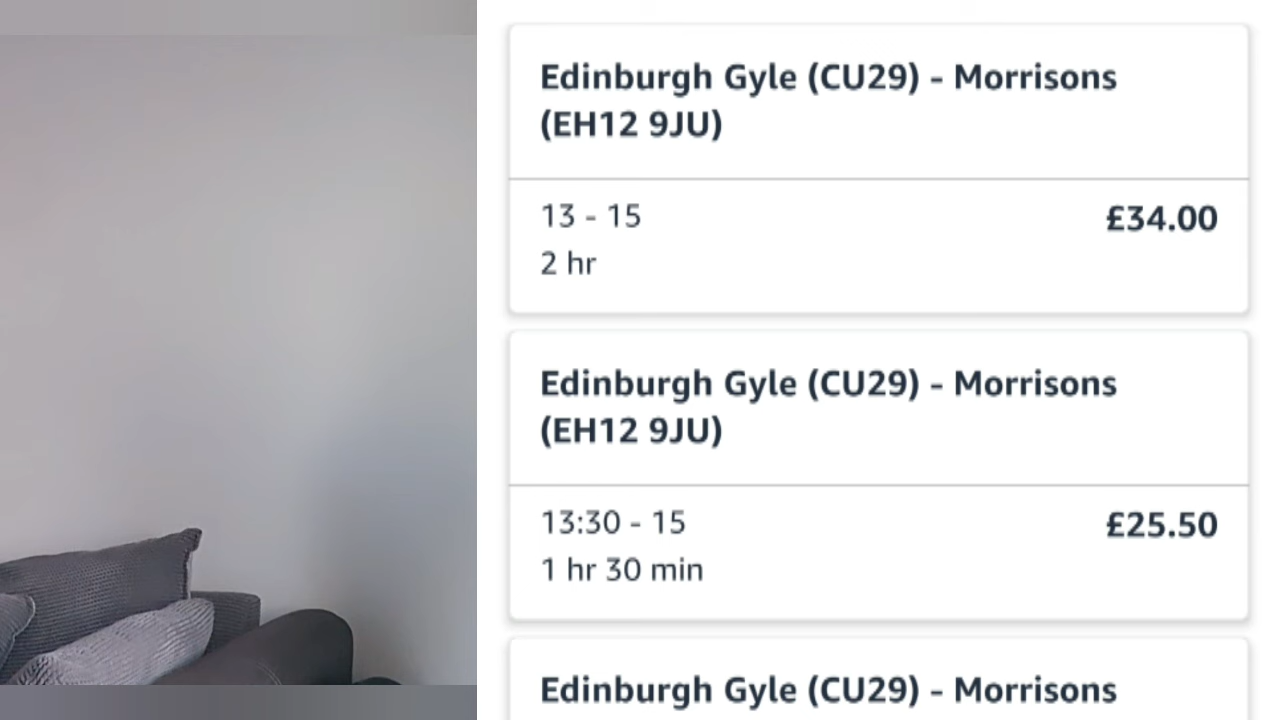 Edinburgh Gyle (CU29) - Morrisons
(EH12 9JU)
13 - 15
£34.00
2 hr
Edinburgh Gyle (CU29) - Morrisons
(EH12 9JU)
13:30 - 15
£25.50
1 hr 30 min
Edinburgh Gyle (CU29) - Morrisons